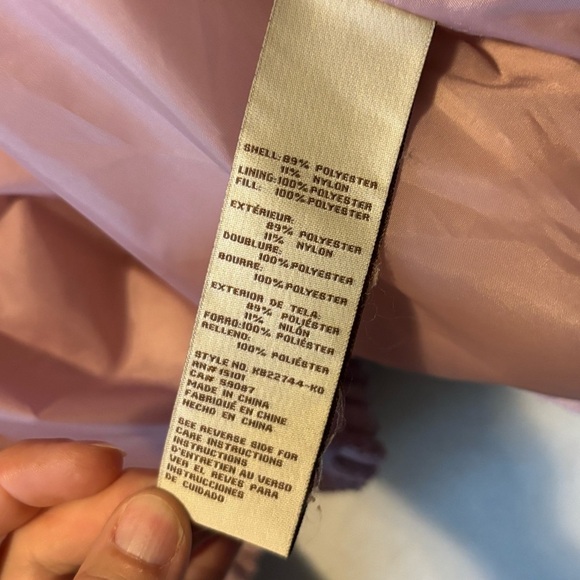 SHELL: 89% POLYESTER
11% NYLON
LINING: 100% POLYESTER
FILL: 100% POLYESTER
EXTÉRIEUR:
89% POLYESTER
11% NYLON
DOUBLURE:
100% POLYESTER
BOURRE:
100% POLYESTER
EXTERIOR DE TELA:
89% POLIÉSTER
11% NILÓN
FORRO: 100% POLIÉSTER
RELLENO:
100% POLIÉSTER
STYLE NO. KB22744-KO
RN# 15101
CA# 59087
MADE IN CHINA
FABRIQUÉ EN CHINE
HECHO EN CHINA
SEE REVERSE SIDE FOR
CARE INSTRUCTIONS
INSTRUCTIONS
D'ENTRETIEN AU VERSO
VER EL REVES PARA
INSTRUCCIONES
DE CUIDADO